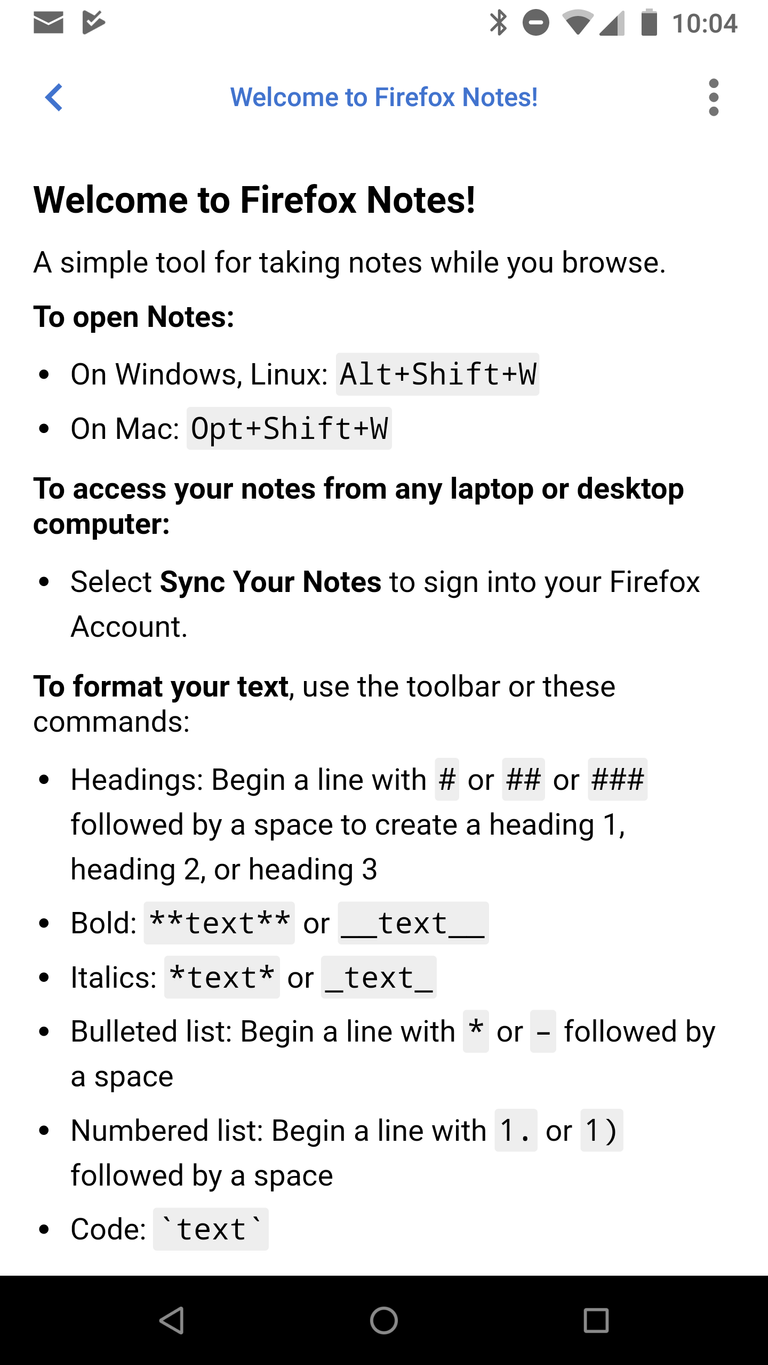 10:04
Welcome to Firefox Notes!
Welcome to Firefox Notes!
A simple tool for taking notes while you browse.
To open Notes:
• On Windows, Linux: Alt+Shift+W
• On Mac: Opt+Shift+W
To access your notes from any laptop or desktop
computer:
• Select Sync Your Notes to sign into your Firefox
Account.
To format your text, use the toolbar or these
commands:
• Headings: Begin a line with # or ## or ###
followed by a space to create a heading 1,
heading 2, or heading 3
• Bold: **text** or __text__
• Italics: *text* or _text_
• Bulleted list: Begin a line with * or - followed by
a space
• Numbered list: Begin a line with 1. or 1)
followed by a space
• Code: `text`